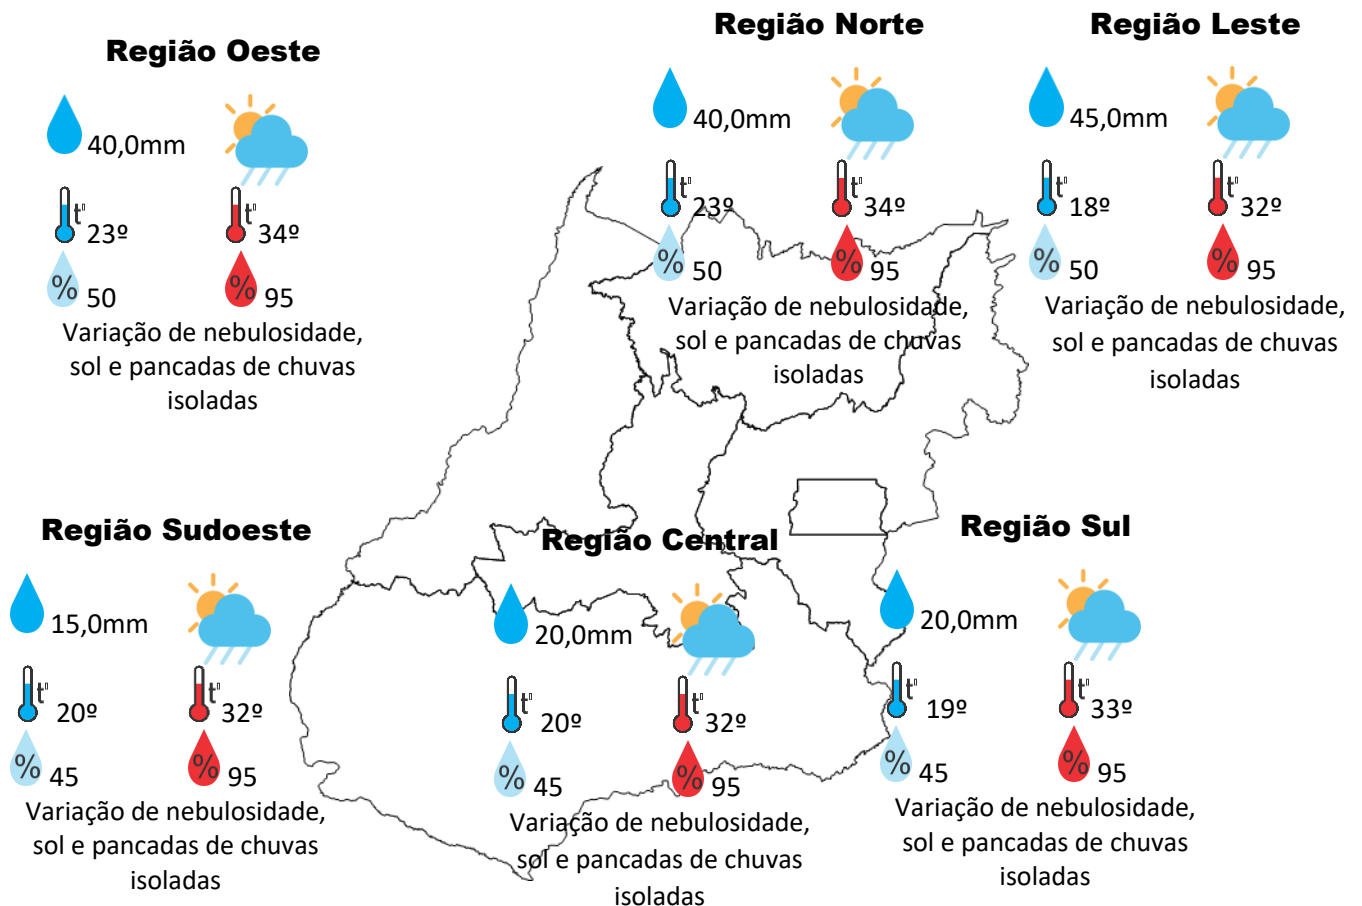 Região Oeste
40,0mm
t°
23º
t°
34º
% 50
% 95
Variação de nebulosidade,
sol e pancadas de chuvas
isoladas
Região Norte
40,0mm
t°
23º
t°
34º
% 50
% 95
Variação de nebulosidade,
sol e pancadas de chuvas
isoladas
Região Leste
45,0mm
t°
18º
t°
32º
% 50
% 95
Variação de nebulosidade,
sol e pancadas de chuvas
isoladas
Região Sudoeste
15,0mm
t°
20º
t°
32º
% 45
% 95
Variação de nebulosidade,
sol e pancadas de chuvas
isoladas
Região Central
20,0mm
t°
20º
t°
32º
% 45
% 95
Variação de nebulosidade,
sol e pancadas de chuvas
isoladas
Região Sul
20,0mm
t°
19º
t°
33º
% 45
% 95
Variação de nebulosidade,
sol e pancadas de chuvas
isoladas